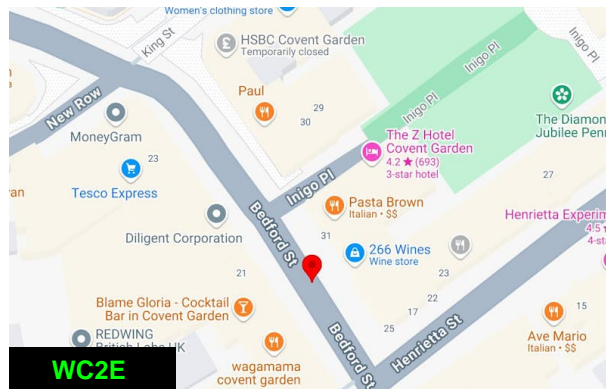 Women's clothing store
King St
HSBC Covent Garden
Temporarily closed
Inigo Pl
Paul
29
30
Inigo Pl
The Diamon
Jubilee Penn
New Row
MoneyGram
The Z Hotel
Covent Garden
4.2 ★ (693)
3-star hotel
23
Tesco Express
Inigo Pl
27
Pasta Brown
Italian • $$
Diligent Corporation
Bedford St
31
Henrietta Experim
4.5
4-sta
266 Wines
Wine store
21
23
22
17
25
15
Blame Gloria - Cocktail
Bar in Covent Garden
REDWING
Bedford St
Henrietta St
Ave Mario
Italian • $$
wagamama
covent garden
WC2E